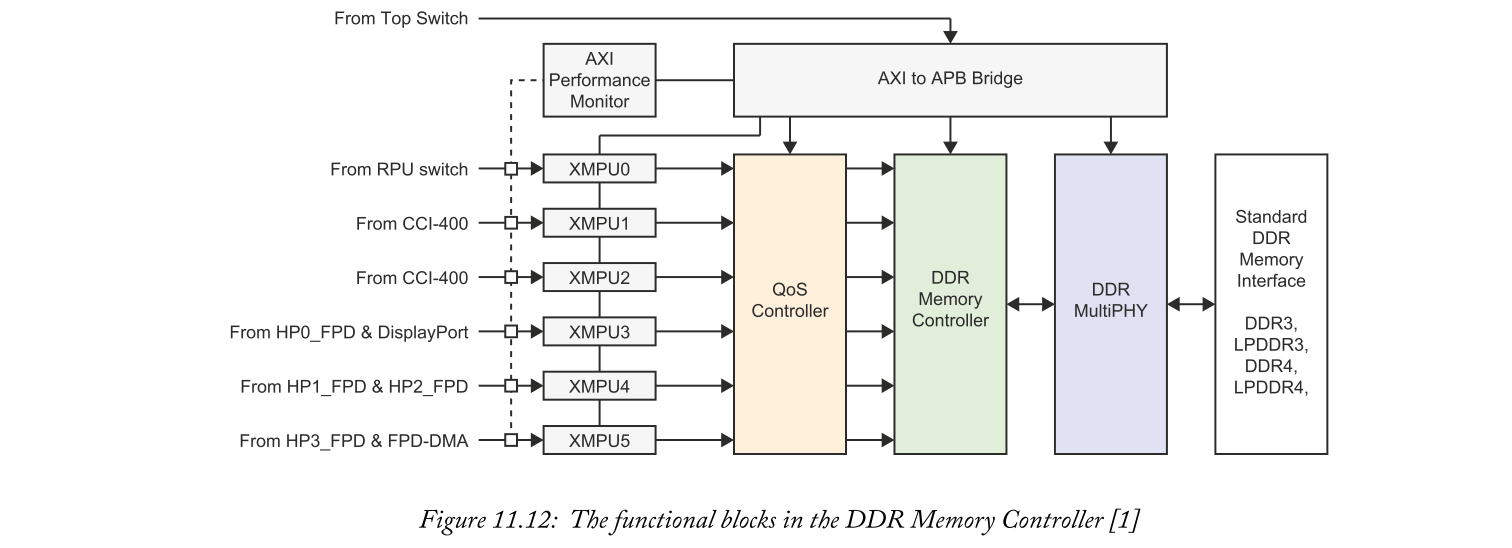 From Top Switch
AXI
Performance
Monitor
AXI to APB Bridge
From RPU switch
XMPU0
From CCI-400
XMPU1
From CCI-400
XMPU2
From HP0_FPD & DisplayPort
XMPU3
From HP1_FPD & HP2_FPD
XMPU4
From HP3_FPD & FPD-DMA
XMPU5
QoS
Controller
DDR
Memory
Controller
DDR
MultiPHY
Standard
DDR
Memory
Interface
DDR3,
LPDDR3,
DDR4,
LPDDR4,
Figure 11.12: The functional blocks in the DDR Memory Controller [1]